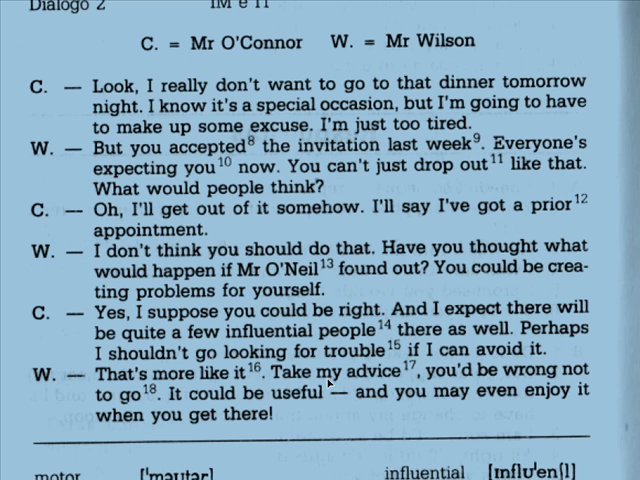 Dialogo 2 IM e IT
C. = Mr O'Connor W. = Mr Wilson
C. — Look, I really don't want to go to that dinner tomorrow
night. I know it's a special occasion, but I'm going to have
to make up some excuse. I'm just too tired.
W. — But you accepted⁸ the invitation last week⁹. Everyone's
expecting you¹⁰ now. You can't just drop out¹¹ like that.
What would people think?
C. — Oh, I'll get out of it somehow. I'll say I've got a prior¹²
appointment.
W. — I don't think you should do that. Have you thought what
would happen if Mr O'Neil¹³ found out? You could be crea-
ting problems for yourself.
C. — Yes, I suppose you could be right. And I expect there will
be quite a few influential people¹⁴ there as well. Perhaps
I shouldn't go looking for trouble¹⁵ if I can avoid it.
W. — That's more like it¹⁶. Take my advice¹⁷, you'd be wrong not
to go¹⁸. It could be useful — and you may even enjoy it
when you get there!
motor influential